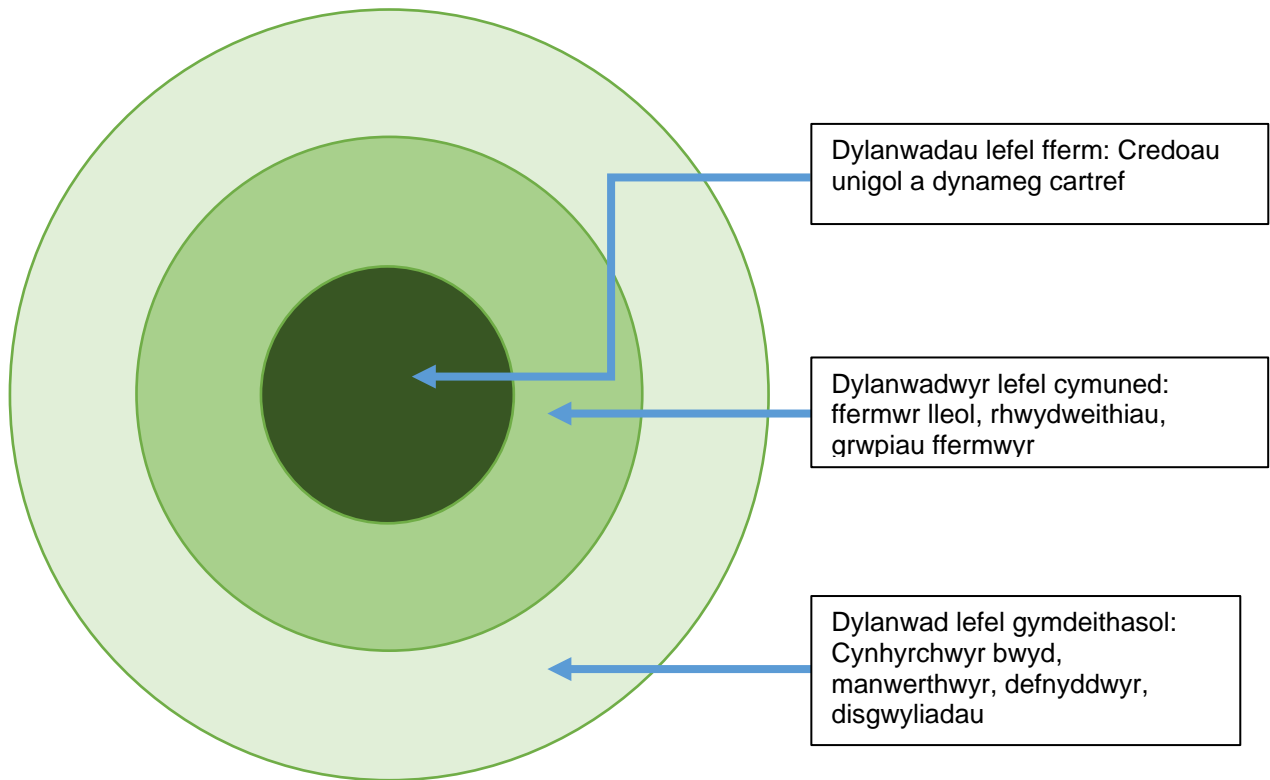 Dylanwadau lefel fferm: Credoau
unigol a dynameg cartref
Dylanwadwyr lefel cymuned:
ffermwr lleol, rhwydweithiau,
grwpiau ffermwyr
Dylanwad lefel gymdeithasol:
Cynhyrchwyr bwyd,
manwerthwyr, defnyddwyr,
disgwyliadau